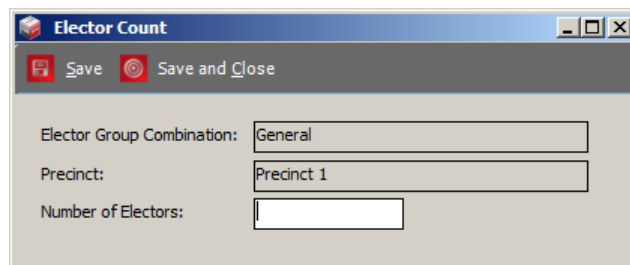 Elector Count
Save Save and Close
Elector Group Combination: General
Precinct: Precinct 1
Number of Electors: